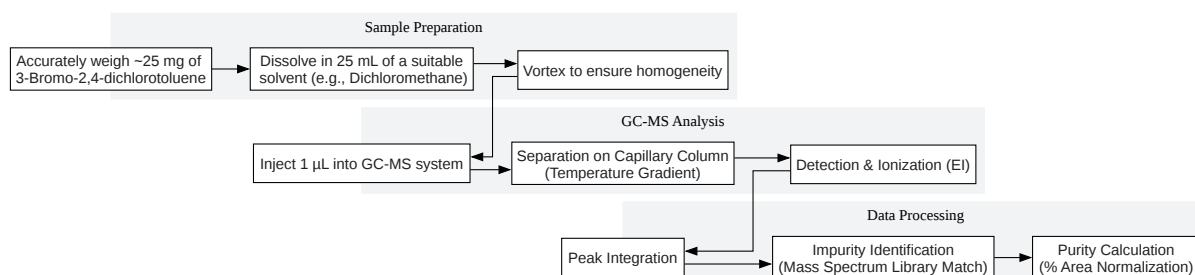 Sample Preparation
Accurately weigh ~25 mg of
3-Bromo-2,4-dichlorotoluene
Dissolve in 25 mL of a suitable
solvent (e.g., Dichloromethane)
Vortex to ensure homogeneity
GC-MS Analysis
Inject 1 µL into GC-MS system
Separation on Capillary Column
(Temperature Gradient)
Detection & Ionization (EI)
Data Processing
Peak Integration
Impurity Identification
(Mass Spectrum Library Match)
Purity Calculation
(% Area Normalization)